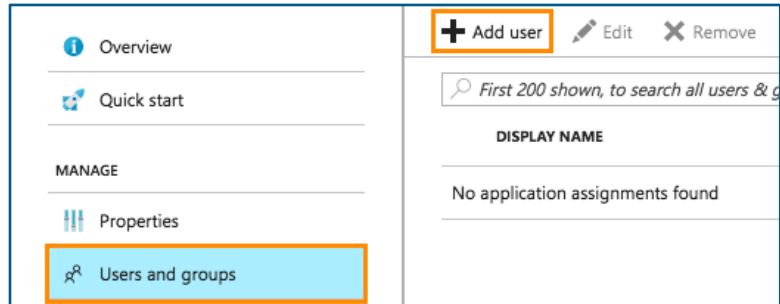 Overview
Quick start
MANAGE
Properties
Users and groups
Add user Edit Remove
First 200 shown, to search all users & g
DISPLAY NAME
No application assignments found